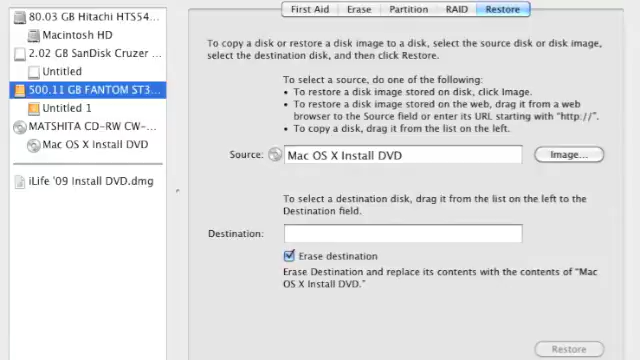 80.03 GB Hitachi HTS54...
Macintosh HD
2.02 GB SanDisk Cruzer ...
Untitled
500.11 GB FANTOM ST3...
Untitled 1
MATSHITA CD-RW CW-...
Mac OS X Install DVD
iLife '09 Install DVD.dmg
First Aid Erase Partition RAID Restore
To copy a disk or restore a disk image to a disk, select the source disk or disk image,
select the destination disk, and then click Restore.
To select a source, do one of the following:
• To restore a disk image stored on disk, click Image.
• To restore a disk image stored on the web, drag it from a web
browser to the Source field or enter its URL starting with "http://".
• To copy a disk, drag it from the list on the left.
Source: Mac OS X Install DVD Image...
To select a destination disk, drag it from the list on the left to the
Destination field.
Destination:
Erase destination
Erase Destination and replace its contents with the contents of "Mac
OS X Install DVD."
Restore